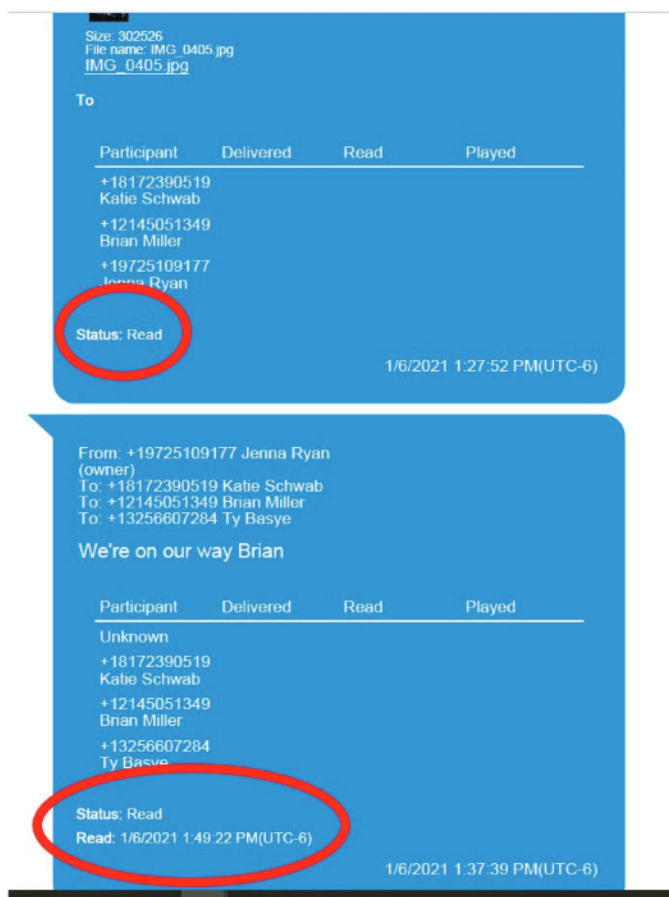 Size: 302526
File name: IMG_0405.jpg
IMG_0405.jpg
To
Participant Delivered Read Played
+18172390519
Katie Schwab
+12145051349
Brian Miller
+19725109177
Jenna Ryan
Status: Read
1/6/2021 1:27:52 PM(UTC-6)
From: +19725109177 Jenna Ryan
(owner)
To: +18172390519 Katie Schwab
To: +12145051349 Brian Miller
To: +13256607284 Ty Basye
We're on our way Brian
Participant Delivered Read Played
Unknown
+18172390519
Katie Schwab
+12145051349
Brian Miller
+13256607284
Ty Basye
Status: Read
Read: 1/6/2021 1:49:22 PM(UTC-6)
1/6/2021 1:37:39 PM(UTC-6)